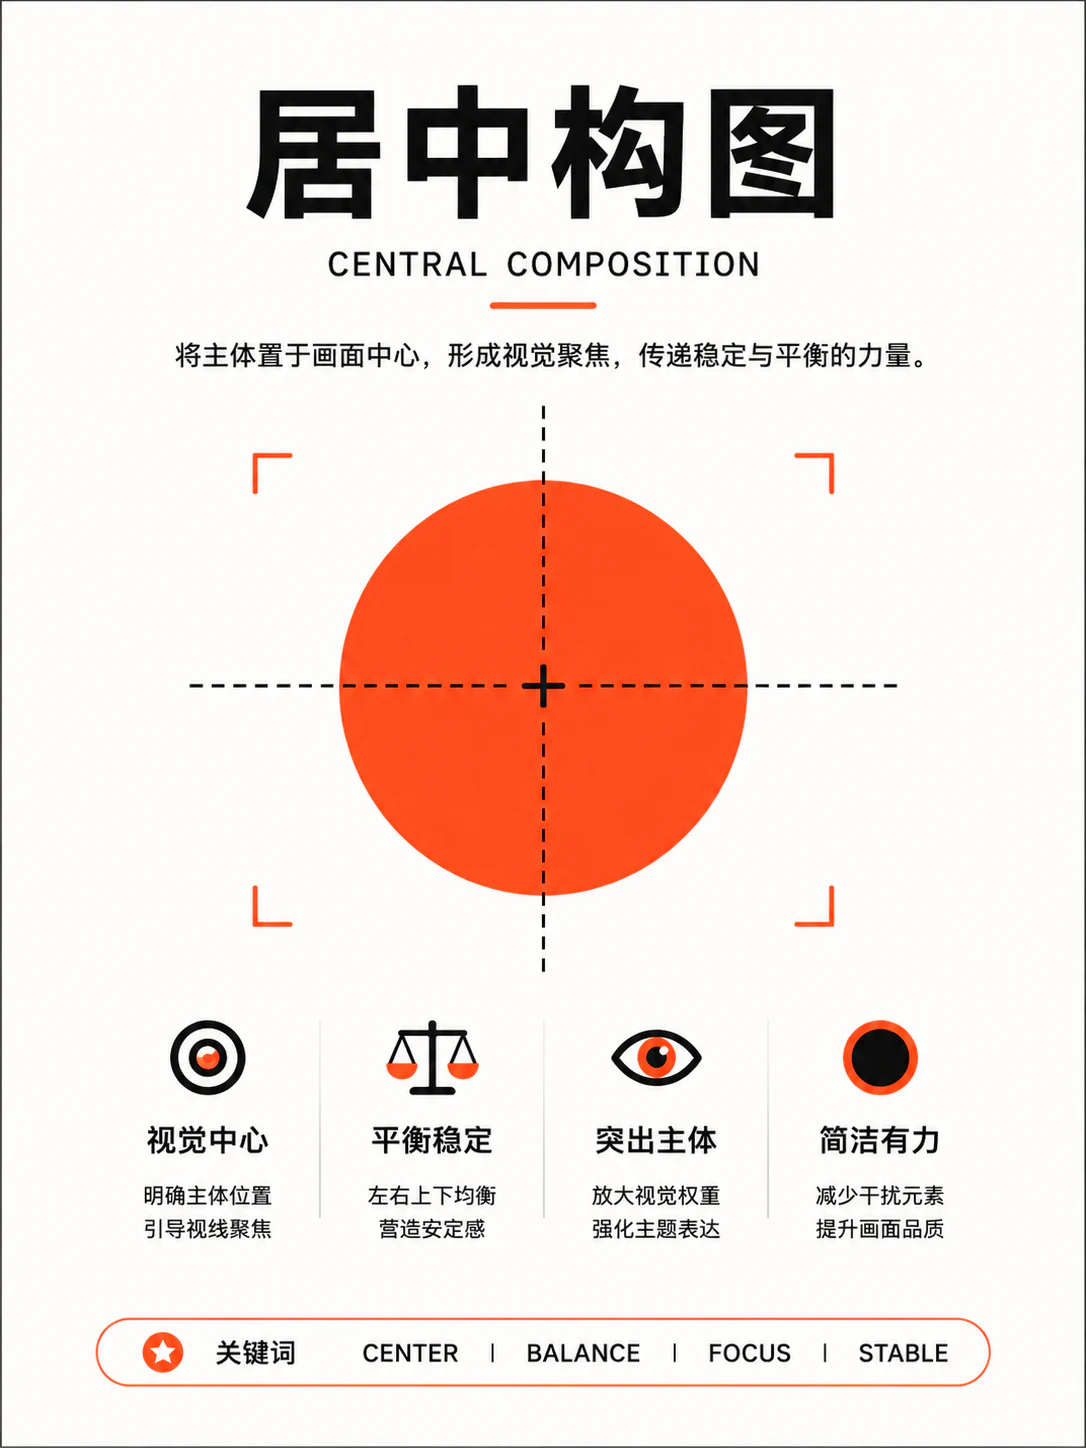 居中构图
CENTRAL COMPOSITION
将主体置于画面中心，形成视觉聚焦，传递稳定与平衡的力量。
视觉中心
明确主体位置
引导视线聚焦
平衡稳定
左右上下均衡
营造安定感
突出主体
放大视觉权重
强化主题表达
简洁有力
减少干扰元素
提升画面品质
关键词 CENTER | BALANCE | FOCUS | STABLE